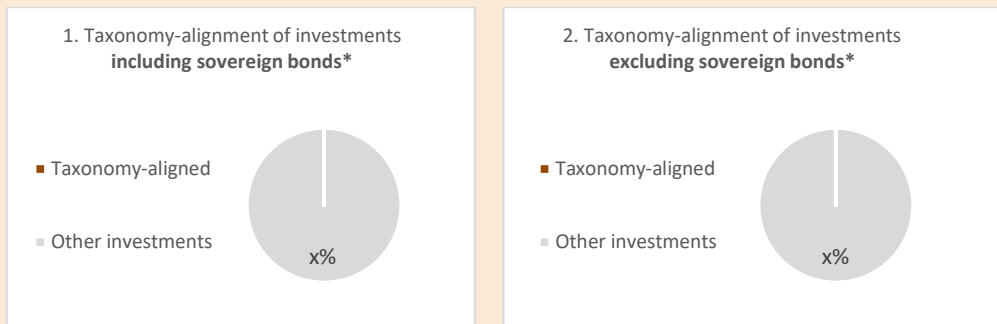 1. Taxonomy-alignment of investments
including sovereign bonds*
Taxonomy-aligned
Other investments
x%
2. Taxonomy-alignment of investments
excluding sovereign bonds*
Taxonomy-aligned
Other investments
x%